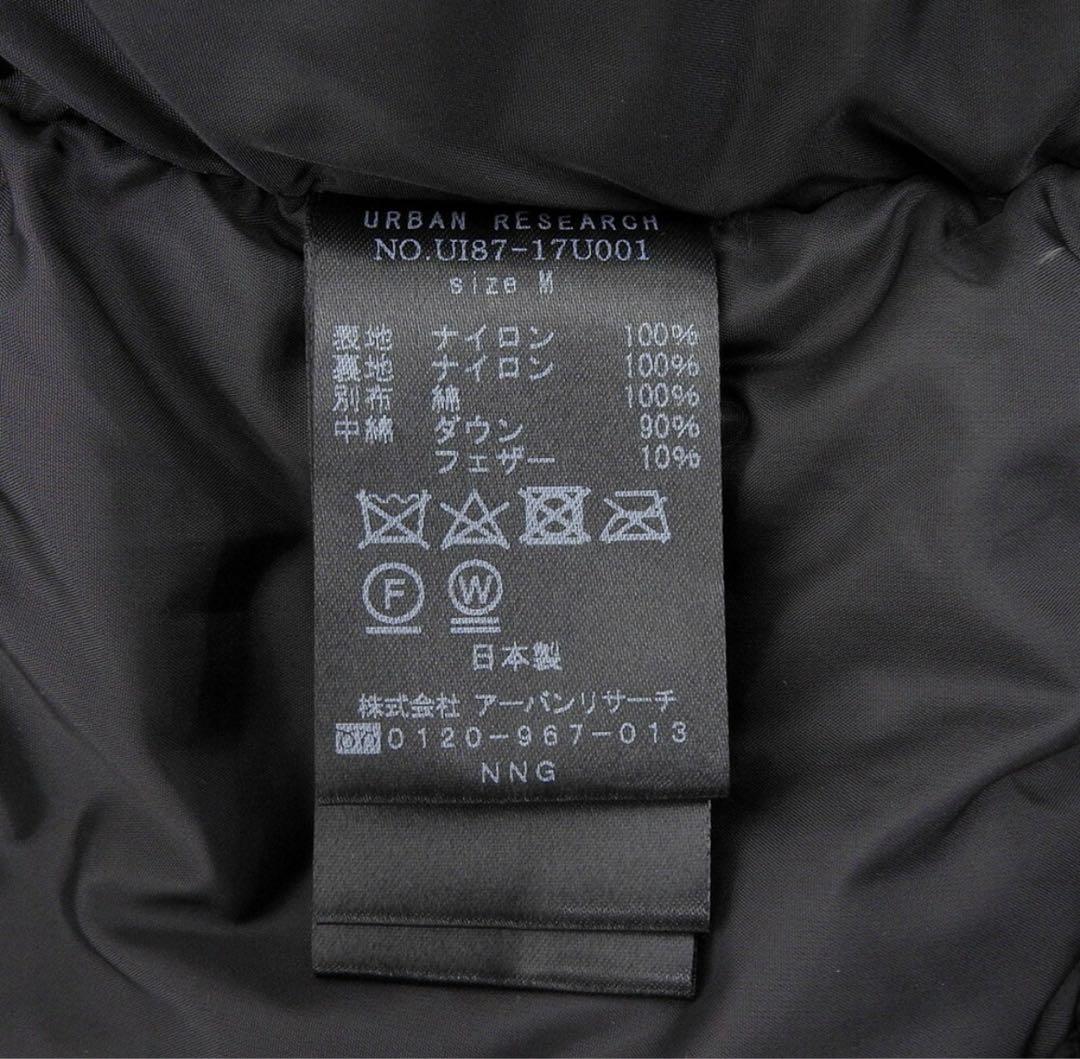 URBAN RESEARCH
NO.UI87-17U001
size M
表地 ナイロン 100%
裏地 ナイロン 100%
別布 綿 100%
中綿 ダウン 90%
フェザー 10%
F W
日本製
株式会社 アーバンリサーチ
0120-967-013
NNG